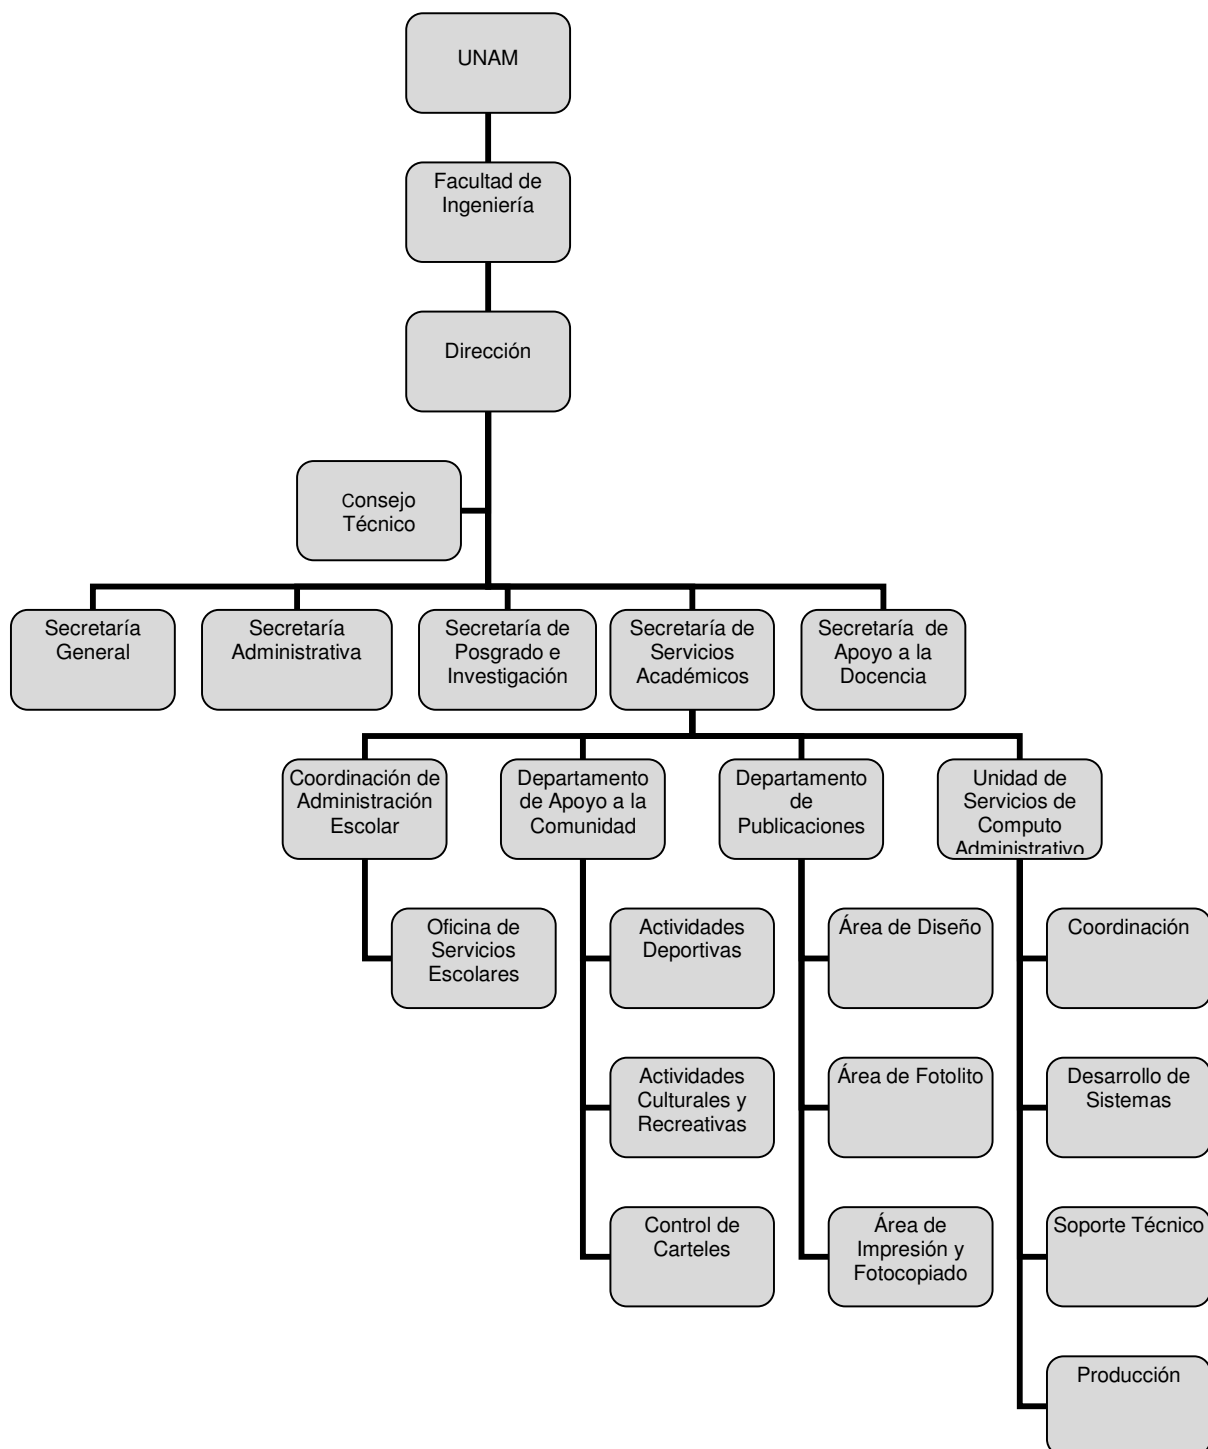 UNAM
Facultad de
Ingeniería
Dirección
Consejo
Técnico
Secretaría
General
Secretaría
Administrativa
Secretaría de
Posgrado e
Investigación
Secretaría de
Servicios
Académicos
Secretaría  de
Apoyo a la
Docencia
Coordinación de
Administración
Escolar
Departamento
de Apoyo a la
Comunidad
Departamento
de
Publicaciones
Unidad de
Servicios de
Computo
Administrativo
Oficina de
Servicios
Escolares
Actividades
Deportivas
Área de Diseño
Coordinación
Actividades
Culturales y
Recreativas
Área de Fotolito
Desarrollo de
Sistemas
Control de
Carteles
Área de
Impresión y
Fotocopiado
Soporte Técnico
Producción